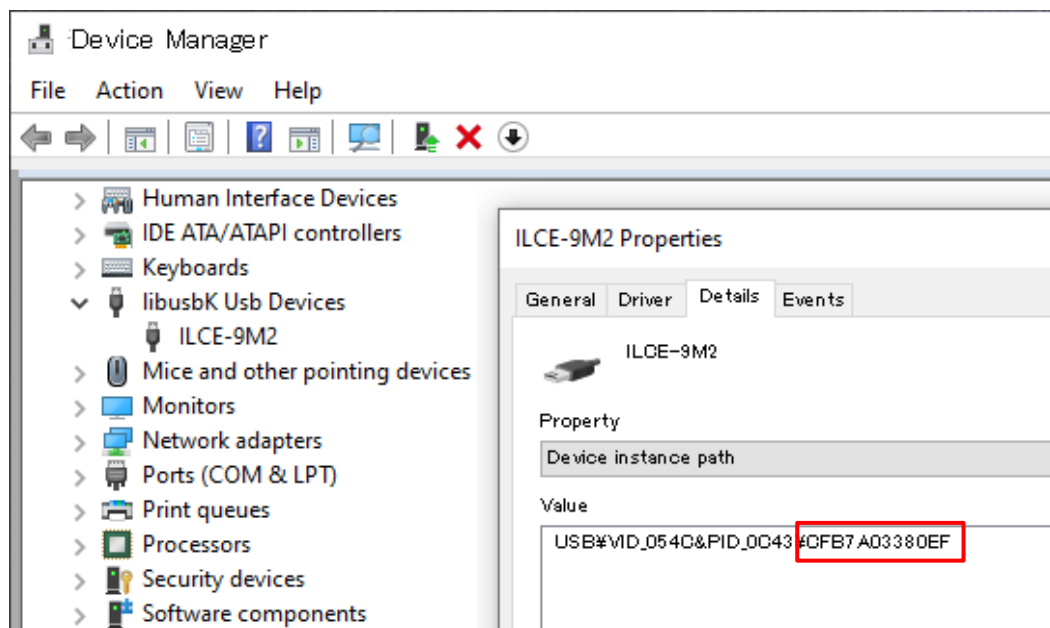 Device Manager
File Action View Help
Human Interface Devices
IDE ATA/ATAPI controllers
Keyboards
libusbK Usb Devices
ILCE-9M2
Mice and other pointing devices
Monitors
Network adapters
Ports (COM & LPT)
Print queues
Processors
Security devices
Software components
ILCE-9M2 Properties
General Driver Details Events
ILCE-9M2
Property
Device instance path
Value
USB¥VID_054C&PID_0C43¥CFB7A03380EF